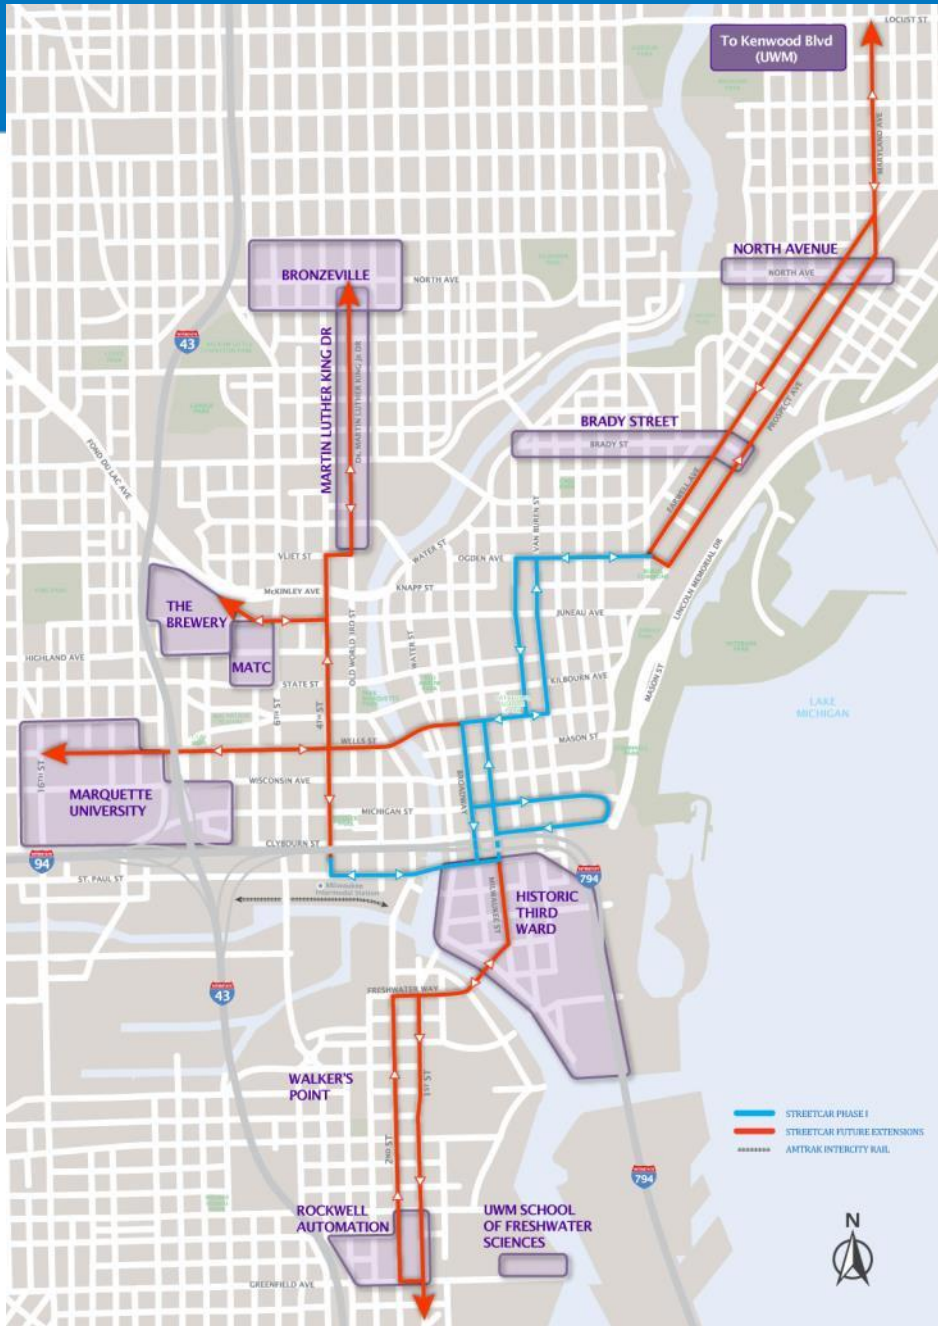 LOCUST ST
To Kenwood Blvd
(UWM)
MARYLAND AVE
NORTH AVENUE
NORTH AVE
BRONZEVILLE
NORTH AVE
43
MARTIN LUTHER KING DR
DR. MARTIN LUTHER KING Jr DR
PROSPECT AVE
BRADY STREET
BRADY ST
FOND DU LAC AVE
FARWELL AVE
VAN BUREN ST
WATER ST
VLIET ST
OGDEN AVE
LINCOLN MEMORIAL DR
McKINLEY AVE
KNAPP ST
THE
BREWERY
JUNEAU AVE
OLD WORLD 3RD ST
WATER ST
HIGHLAND AVE
MATC
KILBOURN AVE
MASON ST
STATE ST
6TH ST
4TH ST
LAKE
MICHIGAN
WELLS ST
MASON ST
16TH ST
WISCONSIN AVE
BROADWAY
MARQUETTE
UNIVERSITY
MICHIGAN ST
CLYBOURN ST
94
ST. PAUL ST
794
Milwaukee
Intermodal Station
MILWAUKEE ST
HISTORIC
THIRD
WARD
FRESHWATER WAY
43
WALKER'S
POINT
1ST ST
2ND ST
STREETCAR PHASE I
STREETCAR FUTURE EXTENSIONS
AMTRAK INTERCITY RAIL
794
ROCKWELL
AUTOMATION
UWM SCHOOL
OF FRESHWATER
SCIENCES
N
GREENFIELD AVE